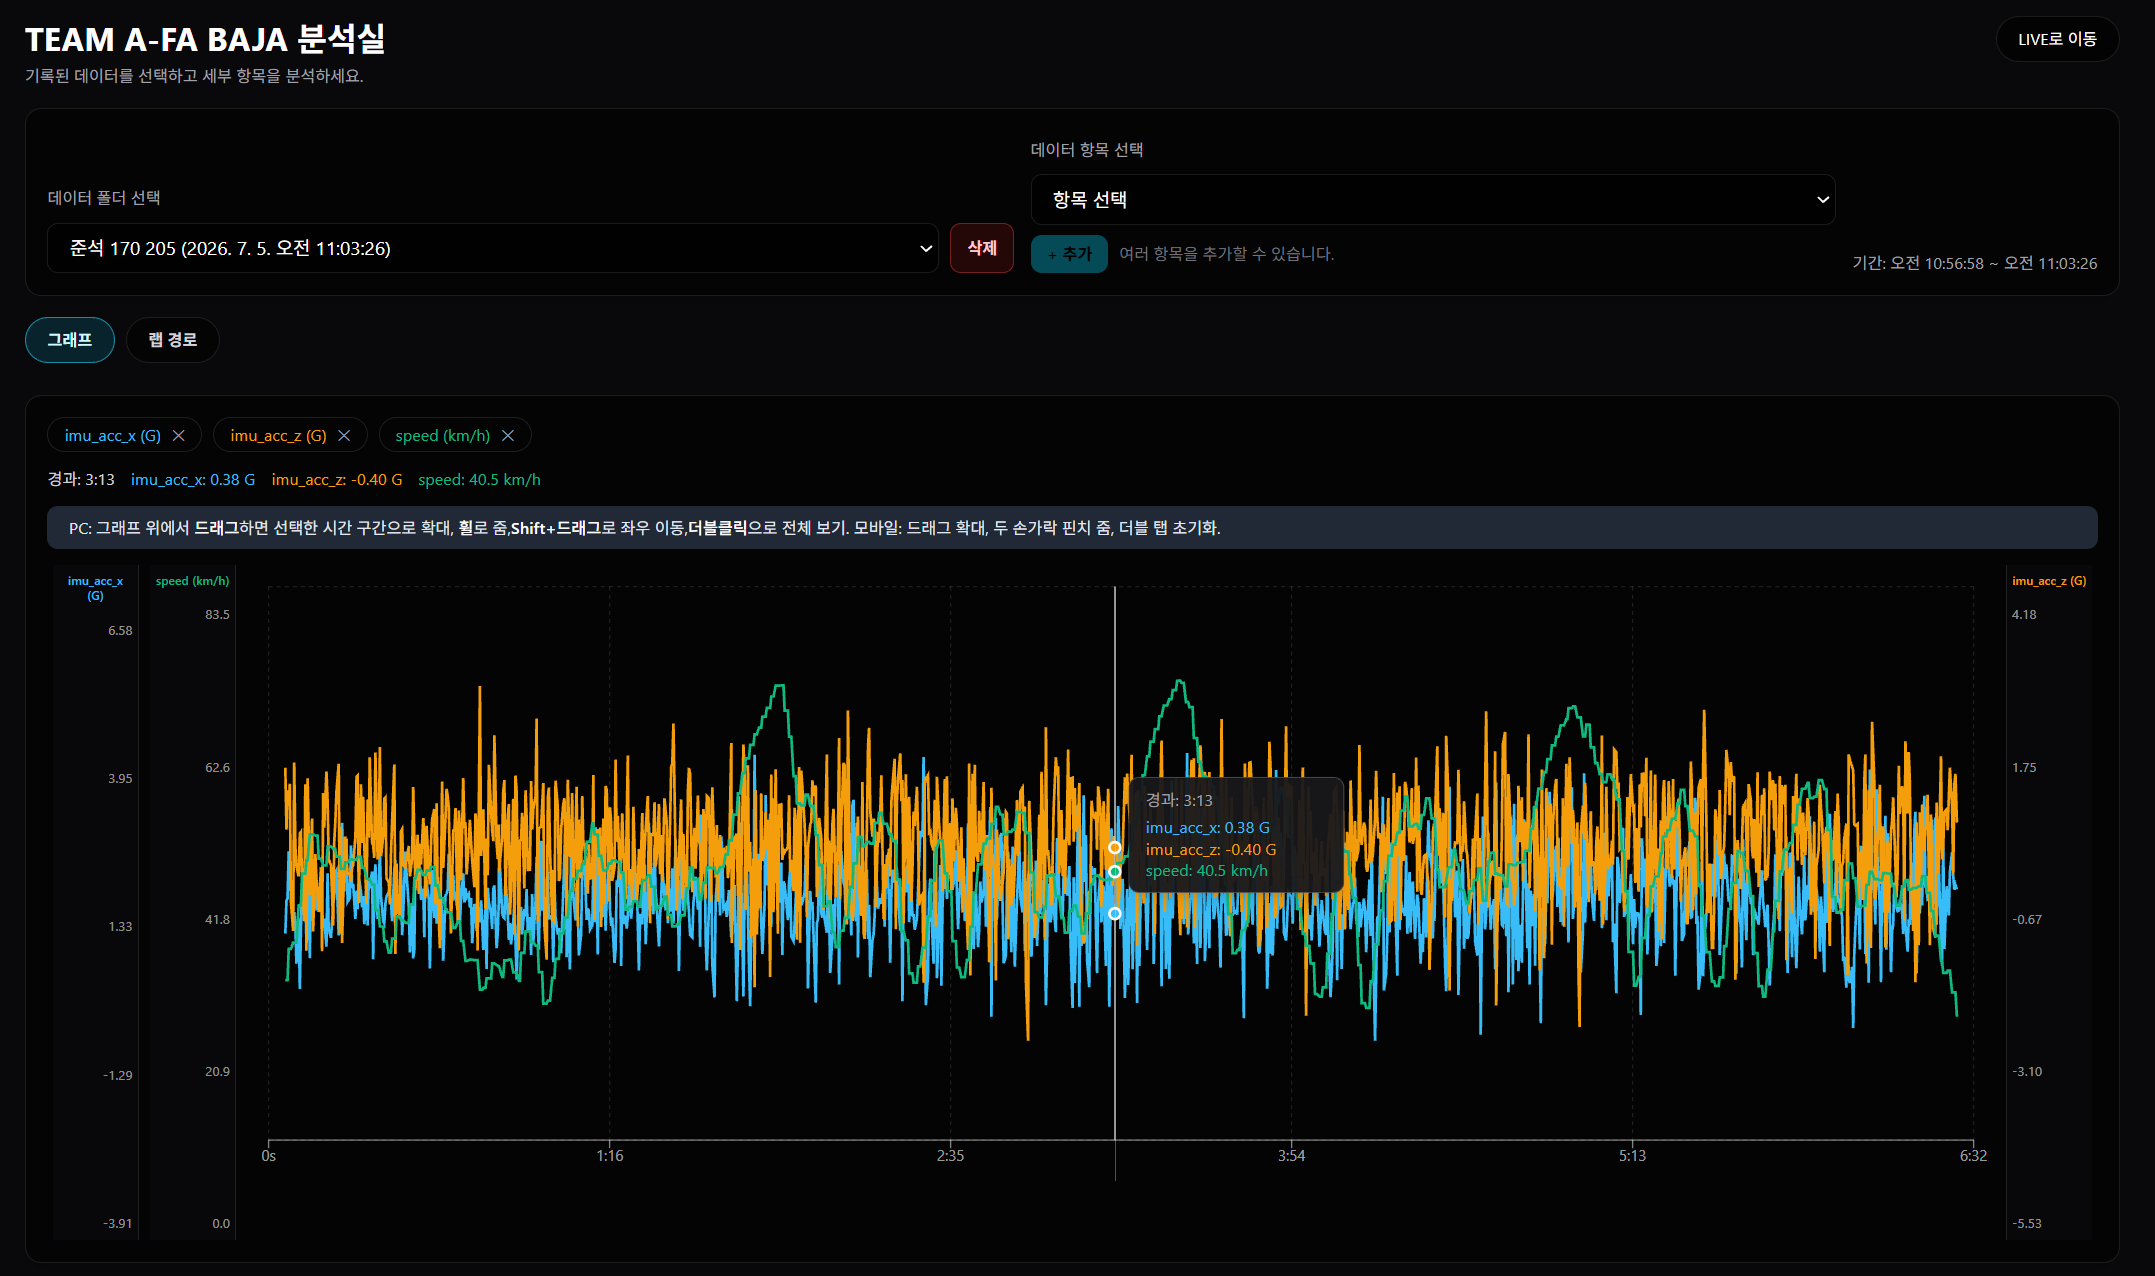 TEAM A-FA BAJA 분석실
LIVE로 이동
기록된 데이터를 선택하고 세부 항목을 분석하세요.
데이터 항목 선택
항목 선택
데이터 폴더 선택
준석 170 205 (2026. 7. 5. 오전 11:03:26)
삭제
+ 추가
여러 항목을 추가할 수 있습니다.
기간: 오전 10:56:58 ~ 오전 11:03:26
그래프
랩 경로
imu_acc_x (G) ×
imu_acc_z (G) ×
speed (km/h) ×
경과: 3:13 imu_acc_x: 0.38 G imu_acc_z: -0.40 G speed: 40.5 km/h
PC: 그래프 위에서 드래그하면 선택한 시간 구간으로 확대, 휠로 줌,Shift+드래그로 좌우 이동,더블클릭으로 전체 보기. 모바일: 드래그 확대, 두 손가락 핀치 줌, 더블 탭 초기화.
imu_acc_x
(G)
6.58
3.95
1.33
-1.29
-3.91
speed (km/h)
83.5
62.6
41.8
20.9
0.0
경과: 3:13
imu_acc_x: 0.38 G
imu_acc_z: -0.40 G
speed: 40.5 km/h
0s
1:16
2:35
3:54
5:13
6:32
imu_acc_z (G)
4.18
1.75
-0.67
-3.10
-5.53